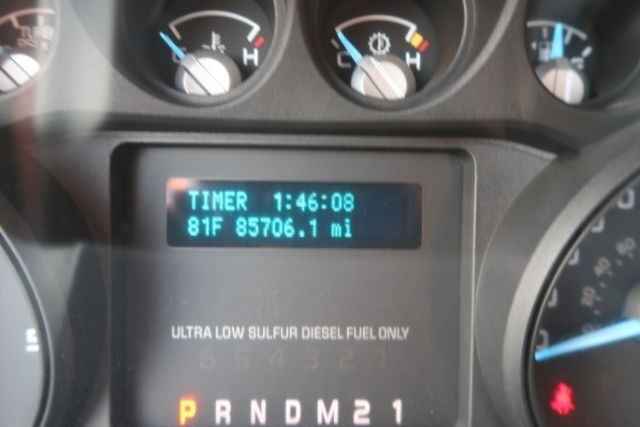 TURBO
C H
C H
TIMER 1:46:08
81F 85706.1 mi
ULTRA LOW SULFUR DIESEL FUEL ONLY
6 5 4 3 2 1
P R N D M 2 1